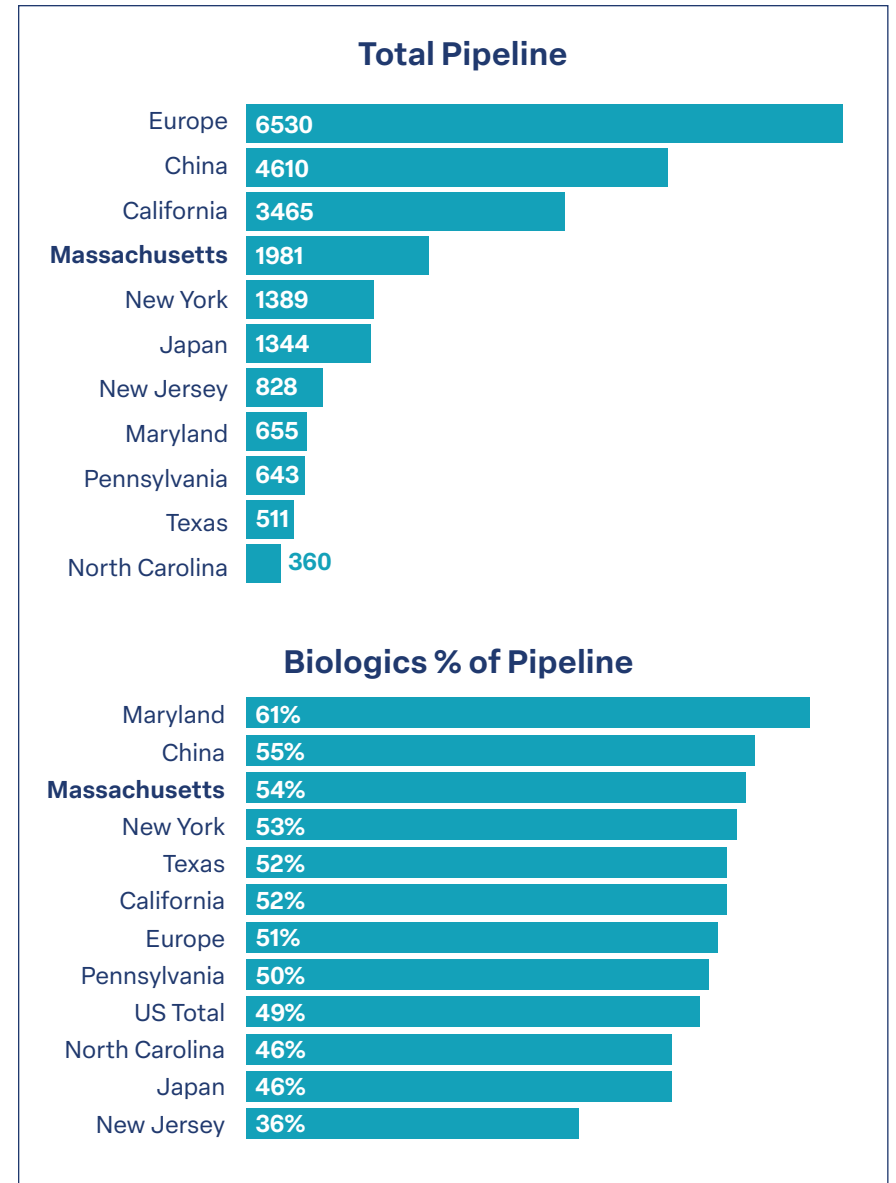 Total Pipeline
Europe 6530
China 4610
California 3465
Massachusetts 1981
New York 1389
Japan 1344
New Jersey 828
Maryland 655
Pennsylvania 643
Texas 511
North Carolina 360
Biologics % of Pipeline
Maryland 61%
China 55%
Massachusetts 54%
New York 53%
Texas 52%
California 52%
Europe 51%
Pennsylvania 50%
US Total 49%
North Carolina 46%
Japan 46%
New Jersey 36%